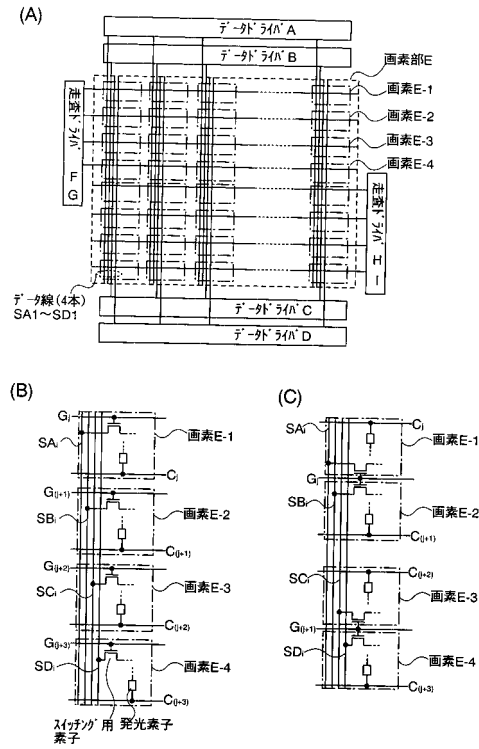 (A)
データドライバA
データドライバB
画素部E
画素E-1
画素E-2
画素E-3
画素E-4
走査ドライバFG
走査ドライバエー
データ線(4本)
SA1～SD1
データドライバC
データドライバD
(B)
Gj
SAi
画素E-1
Cj
G(j+1)
SBi
画素E-2
C(j+1)
G(j+2)
SCi
画素E-3
C(j+2)
G(j+3)
SDi
画素E-4
C(j+3)
スイッチング用
素子
発光素子
(C)
Cj
SAi
画素E-1
Gj
SBi
画素E-2
C(j+1)
C(j+2)
SCi
画素E-3
G(j+1)
SDi
画素E-4
C(j+3)